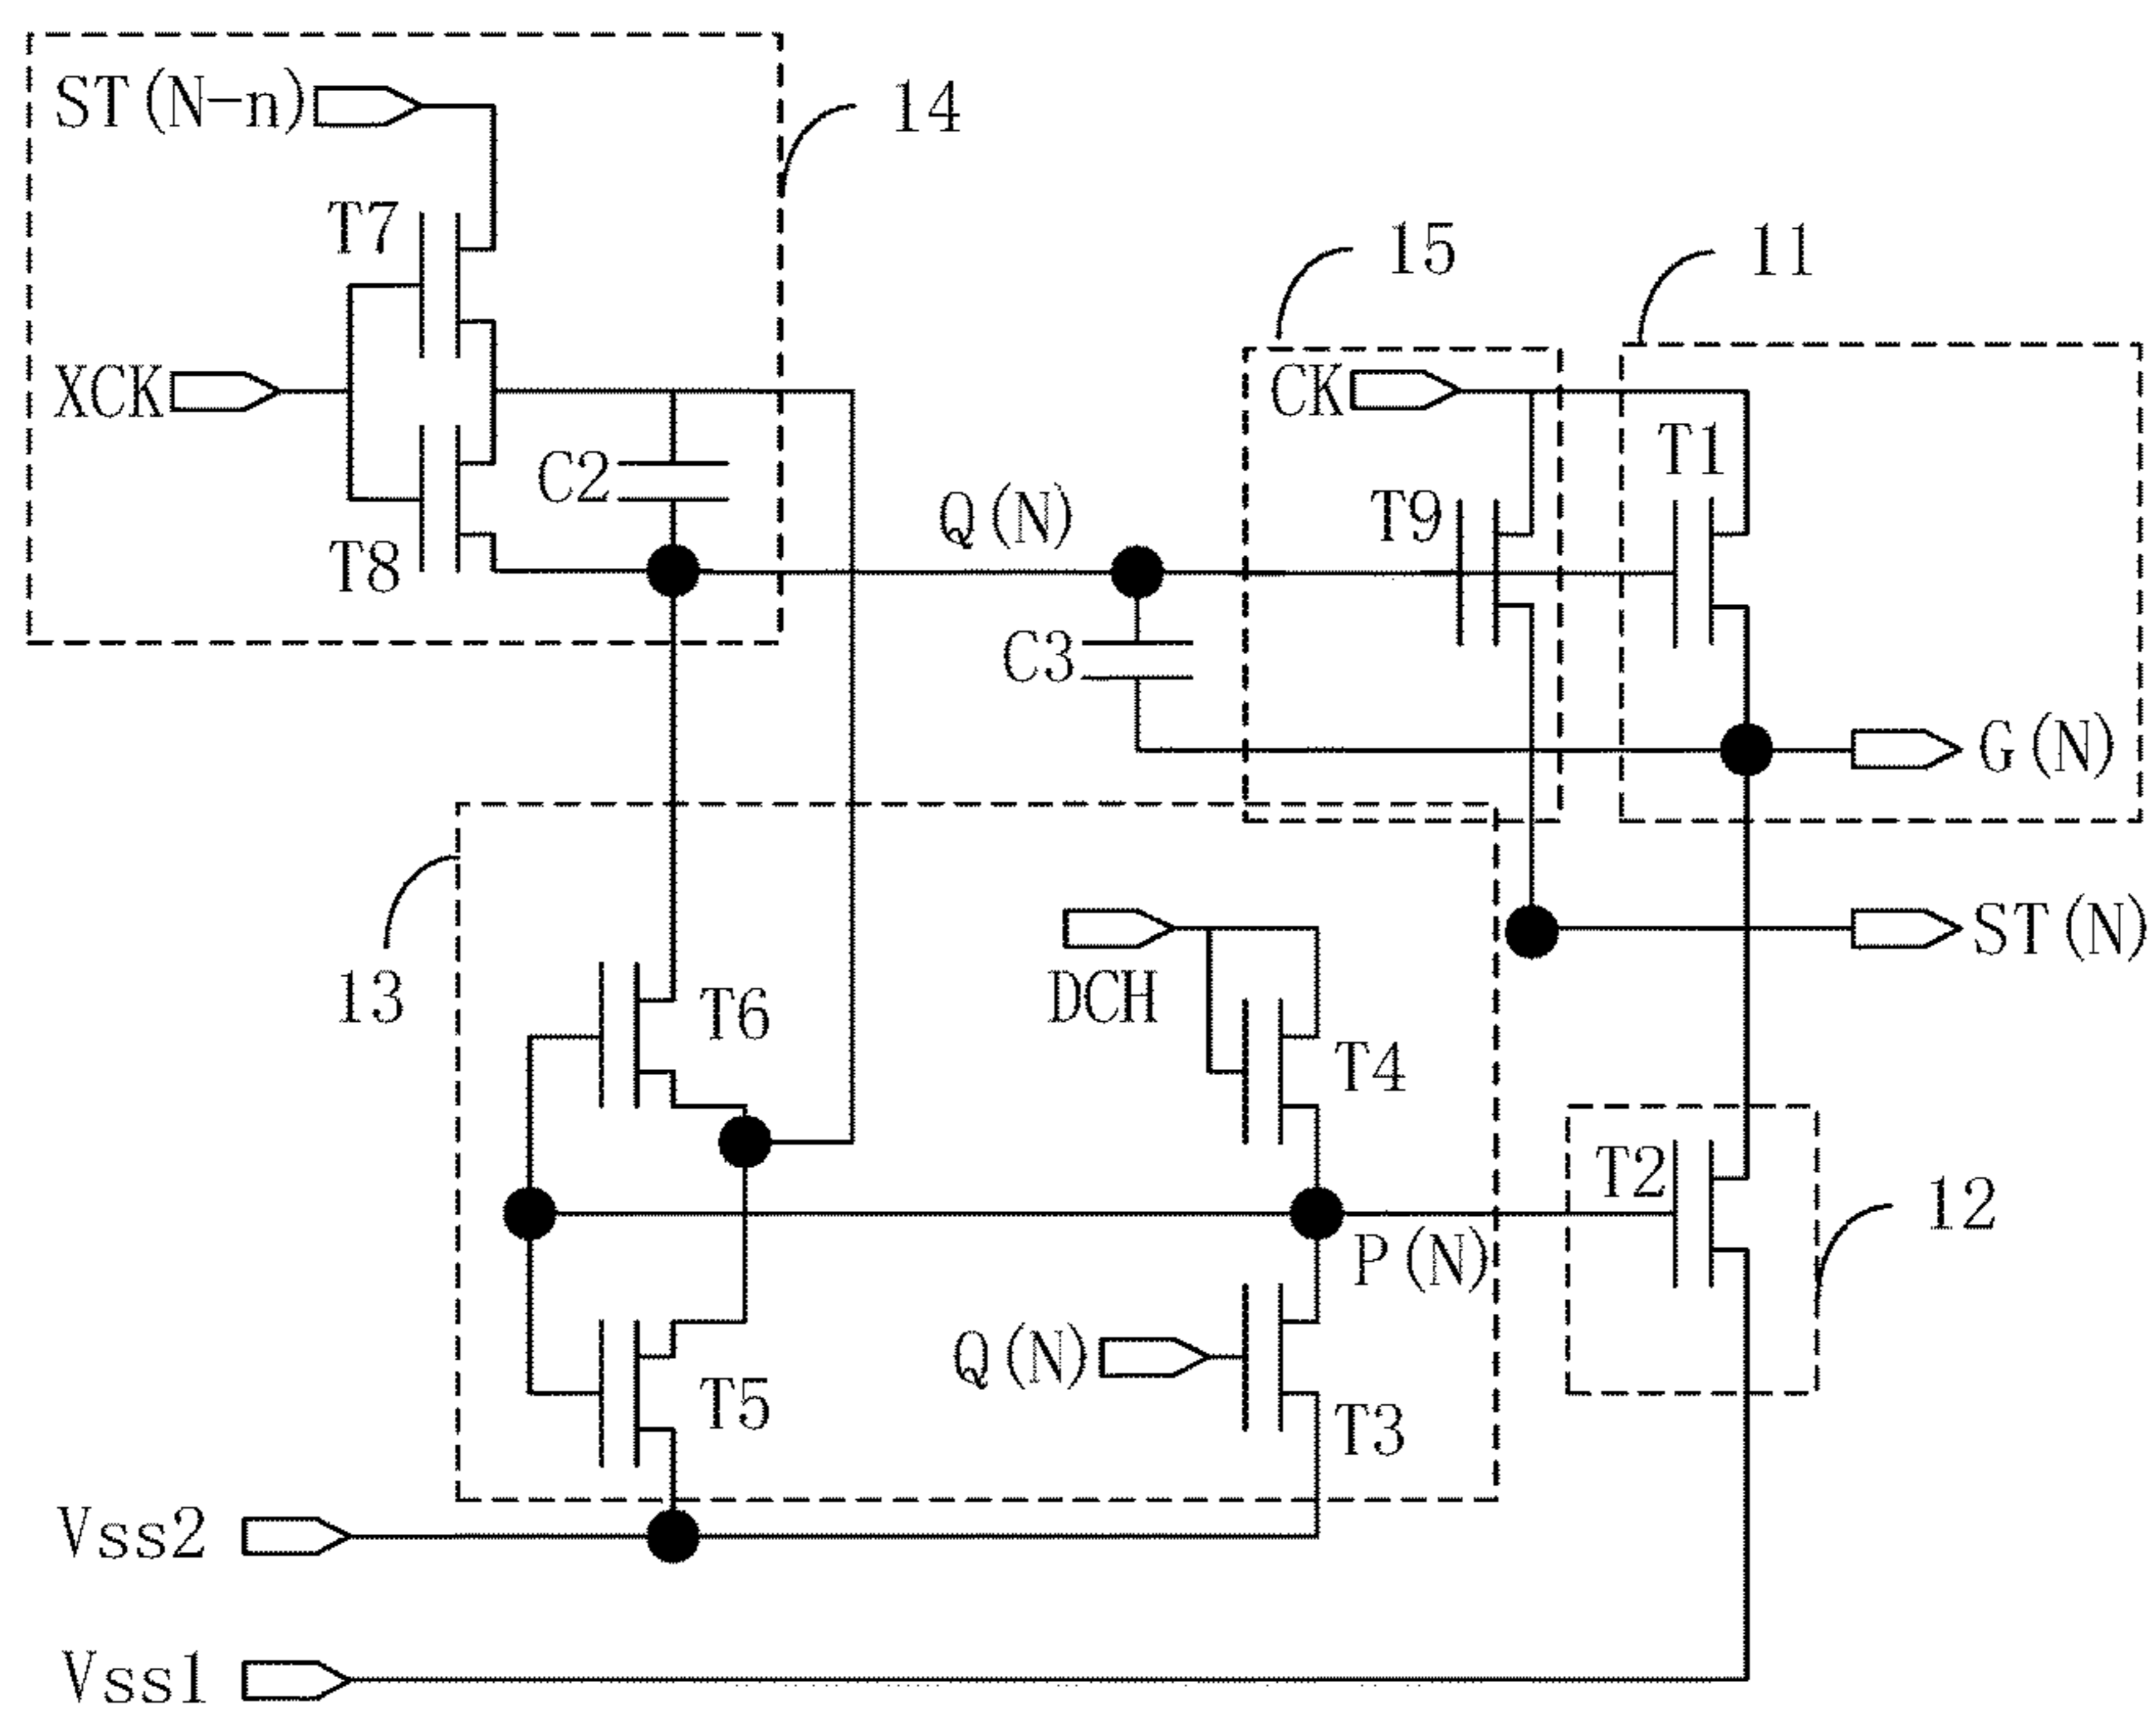 ST(N-n)
14
T7
15
11
XCK
CK
T1
C2
Q(N)
T9
T8
C3
G(N)
ST(N)
13
DCH
T6
T4
T2
12
P(N)
Q(N)
T5
T3
Vss2
Vss1